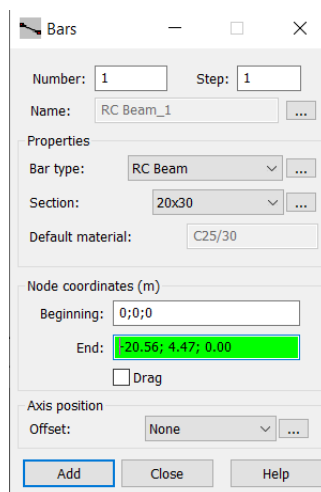 Bars
Number: 1 Step: 1
Name: RC Beam_1 ...
Properties
Bar type: RC Beam ...
Section: 20x30 ...
Default material: C25/30
Node coordinates (m)
Beginning: 0;0;0
End: -20.56; 4.47; 0.00
Drag
Axis position
Offset: None ...
Add Close Help